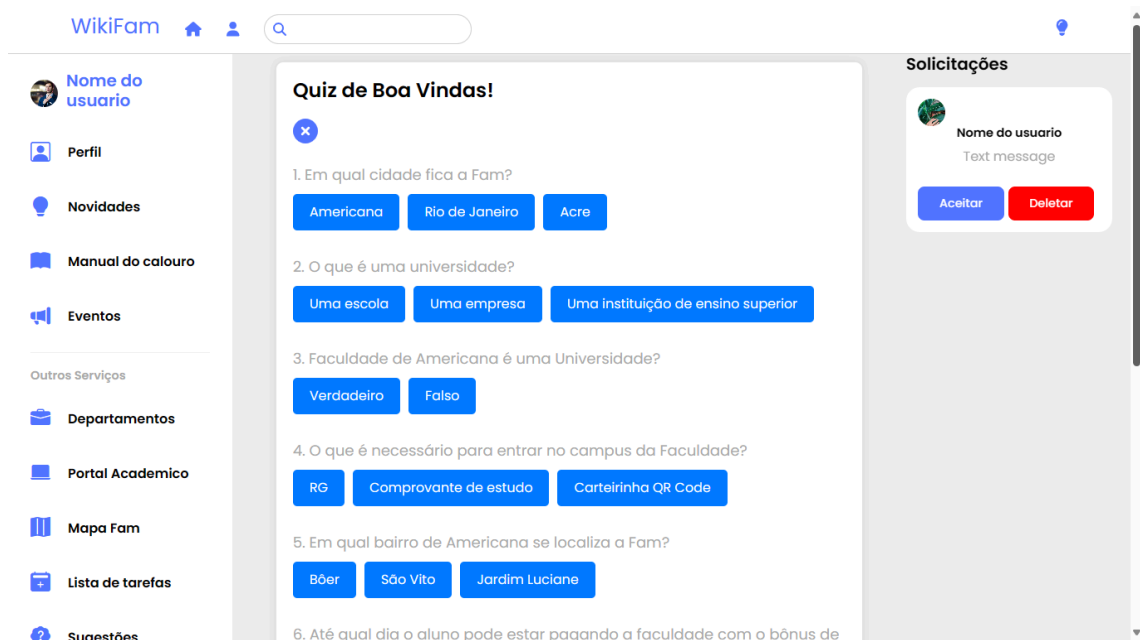 WikiFam
Nome do
usuario
Perfil
Novidades
Manual do calouro
Eventos
Outros Serviços
Departamentos
Portal Academico
Mapa Fam
Lista de tarefas
Sugestões
Quiz de Boa Vindas!
1. Em qual cidade fica a Fam?
Americana Rio de Janeiro Acre
2. O que é uma universidade?
Uma escola Uma empresa Uma instituição de ensino superior
3. Faculdade de Americana é uma Universidade?
Verdadeiro Falso
4. O que é necessário para entrar no campus da Faculdade?
RG Comprovante de estudo Carteirinha QR Code
5. Em qual bairro de Americana se localiza a Fam?
Bôer São Vito Jardim Luciane
6. Até qual dia o aluno pode estar pagando a faculdade com o bônus de
Solicitações
Nome do usuario
Text message
Aceitar Deletar